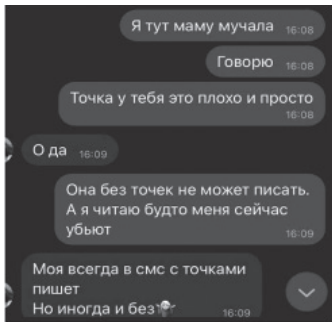 Я тут маму мучала 16:08
Говорю 16:08
Точка у тебя это плохо и просто
16:08
О да 16:09
Она без точек не может писать.
А я читаю будто меня сейчас
убьют 16:09
Моя всегда в смс с точками
пишет
Но иногда и без 16:09